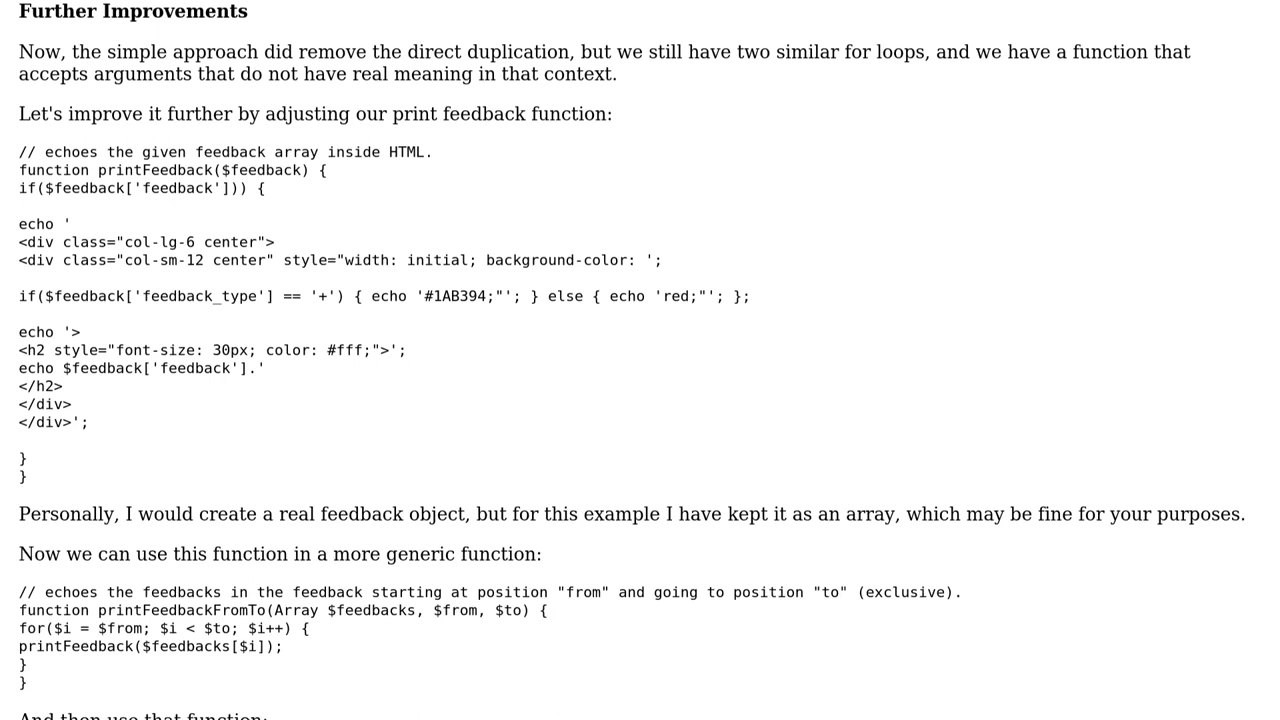 Further Improvements
Now, the simple approach did remove the direct duplication, but we still have two similar for loops, and we have a function that
accepts arguments that do not have real meaning in that context.
Let's improve it further by adjusting our print feedback function:
// echoes the given feedback array inside HTML.
function printFeedback($feedback) {
if($feedback['feedback'])) {
echo '
<div class="col-lg-6 center">
<div class="col-sm-12 center" style="width: initial; background-color: ';
if($feedback['feedback_type'] == '+') { echo '#1AB394;"'; } else { echo 'red;"'; };
echo '>
<h2 style="font-size: 30px; color: #fff;">';
echo $feedback['feedback'].'
</h2>
</div>
</div>';
}
}
Personally, I would create a real feedback object, but for this example I have kept it as an array, which may be fine for your purposes.
Now we can use this function in a more generic function:
// echoes the feedbacks in the feedback starting at position "from" and going to position "to" (exclusive).
function printFeedbackFromTo(Array $feedbacks, $from, $to) {
for($i = $from; $i < $to; $i++) {
printFeedback($feedbacks[$i]);
}
}
And then use that function: